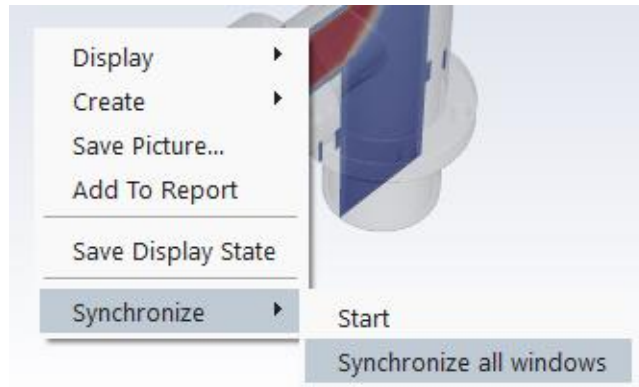 Display
Create
Save Picture...
Add To Report
Save Display State
Synchronize
Start
Synchronize all windows